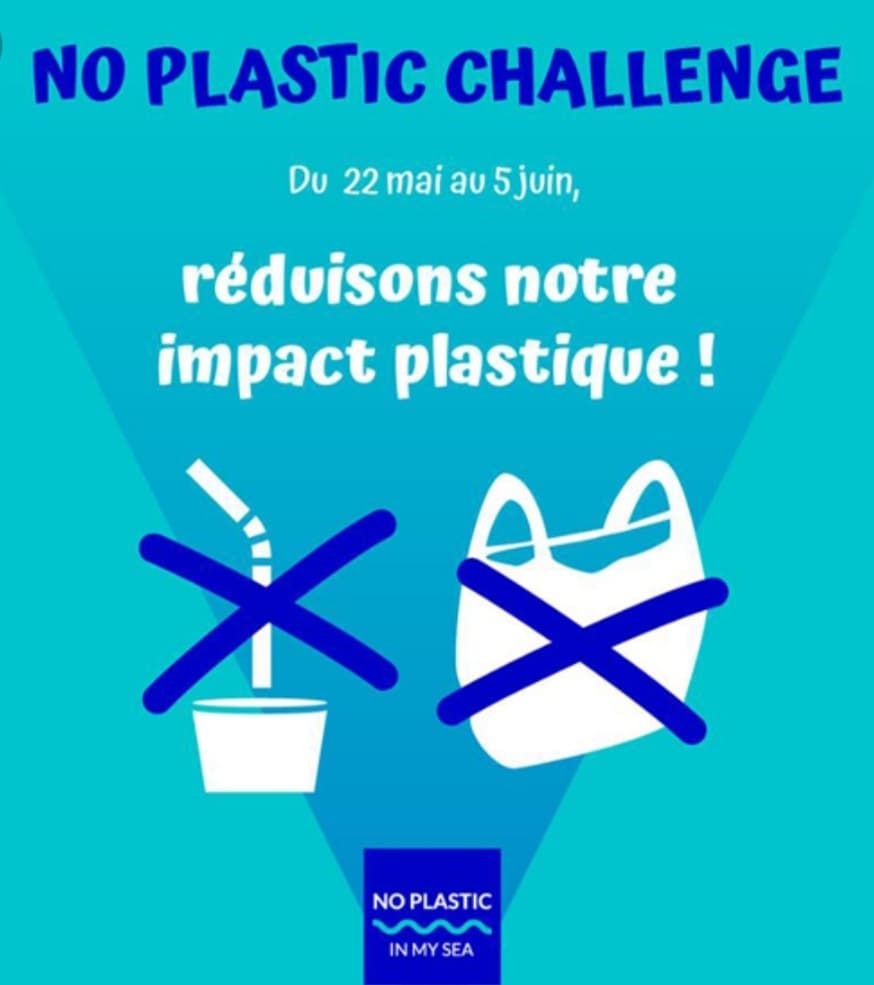 NO PLASTIC CHALLENGE
Du 22 mai au 5 juin,
réduisons notre
impact plastique !
NO PLASTIC
IN MY SEA